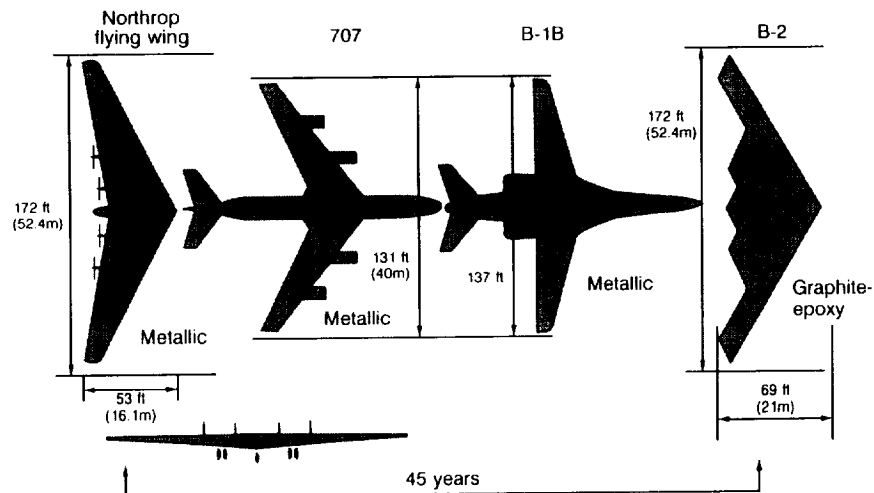 Northrop
flying wing
707
B-1B
B-2
172 ft
(52.4m)
131 ft
(40m)
137 ft
172 ft
(52.4m)
Metallic
Metallic
Metallic
Graphite-
epoxy
53 ft
(16.1m)
69 ft
(21m)
45 years